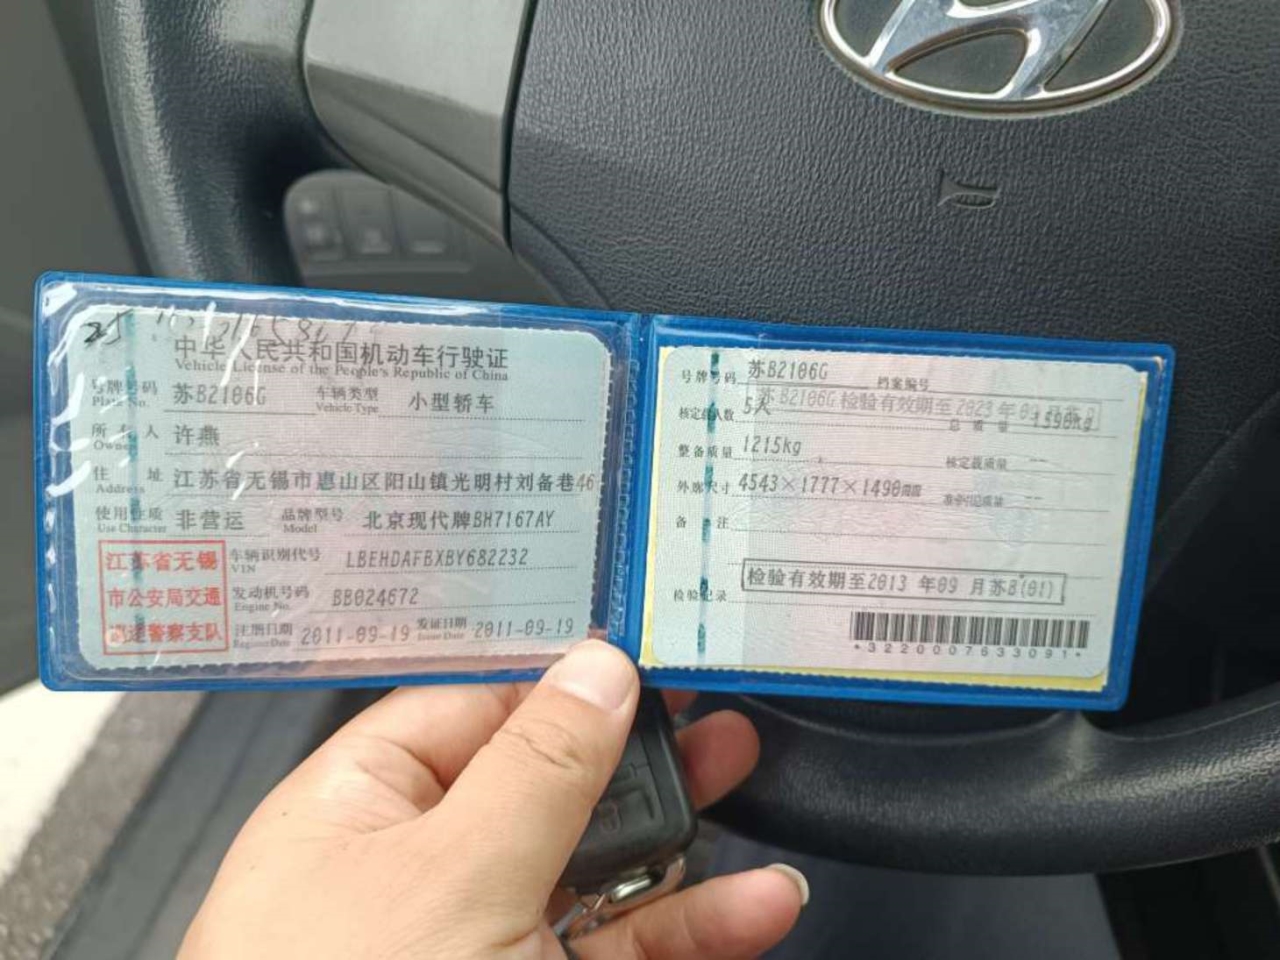 中华人民共和国机动车行驶证
Vehicle License of the People's Republic of China
号牌号码 苏B2106G 车辆类型 小型轿车
Plate No. Vehicle Type
所有人 许燕
Owner
住址 江苏省无锡市惠山区阳山镇光明村刘备巷46
Address
使用性质 非营运 品牌型号 北京现代牌BH7167AY
Use Character Model
江苏省无锡
市公安局交通
警察支队
车辆识别代号 LBEHDAFBXBY682232
VIN
发动机号码 BB024672
Engine No.
注册日期 2011-09-19 发证日期 2011-09-19
Register Date Issue Date
号牌号码 苏B2106G 档案编号
苏B2106G 检验有效期至2023年09
核定载人数 5人 总质量 1590kg
整备质量 1215kg 核定载质量 --
外廓尺寸 4543×1777×1490mm 准牵引总质量 --
备注
检验有效期至2013年09月苏B(01)
检验记录
*3220007633091*